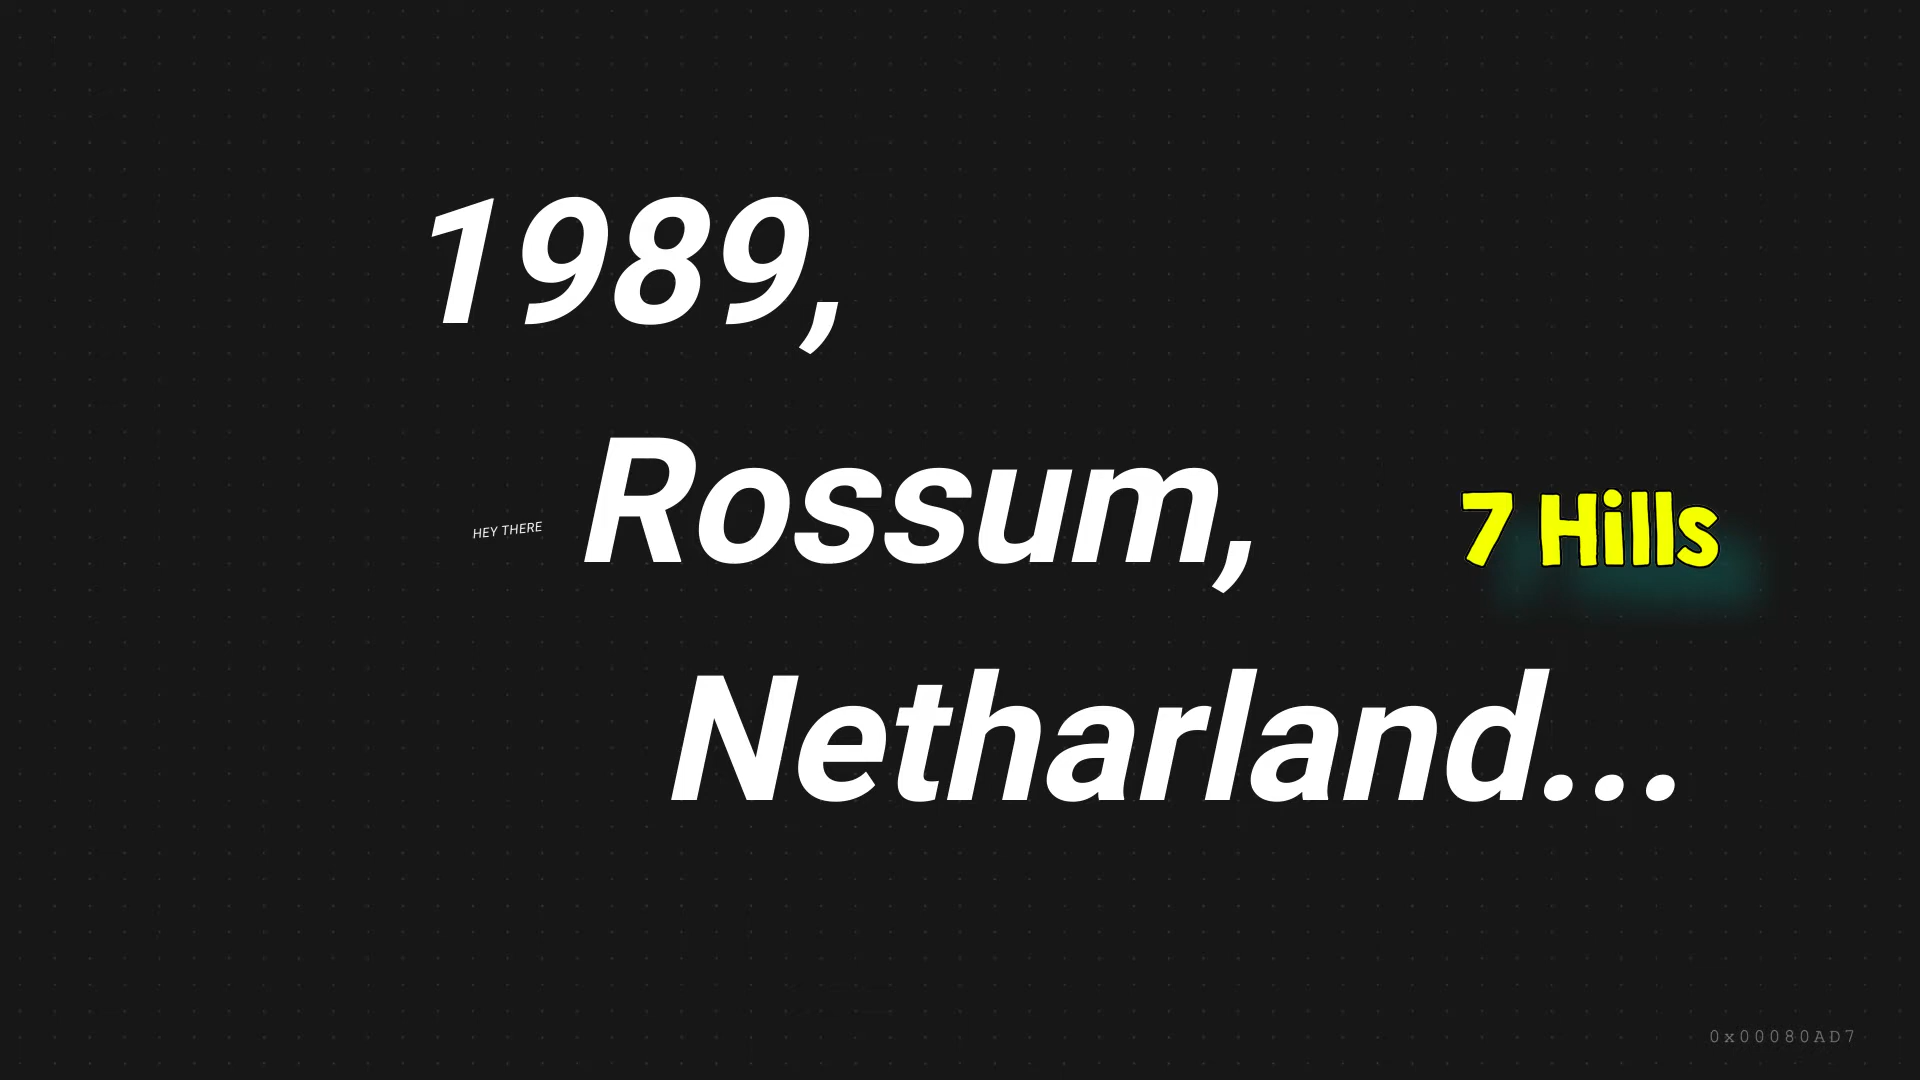 1989,
HEY THERE
Rossum,
7 Hills
Netharland...
0x00080AD7